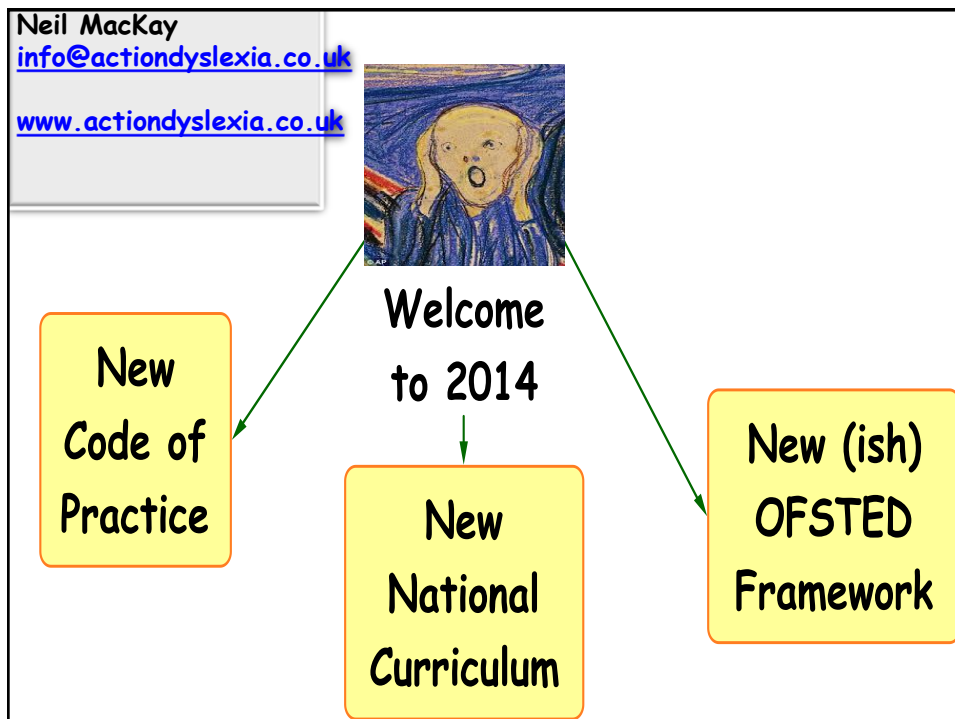 Neil MacKay
info@actiondyslexia.co.uk
www.actiondyslexia.co.uk
© AP
Welcome
to 2014
New
Code of
Practice
New
National
Curriculum
New (ish)
OFSTED
Framework